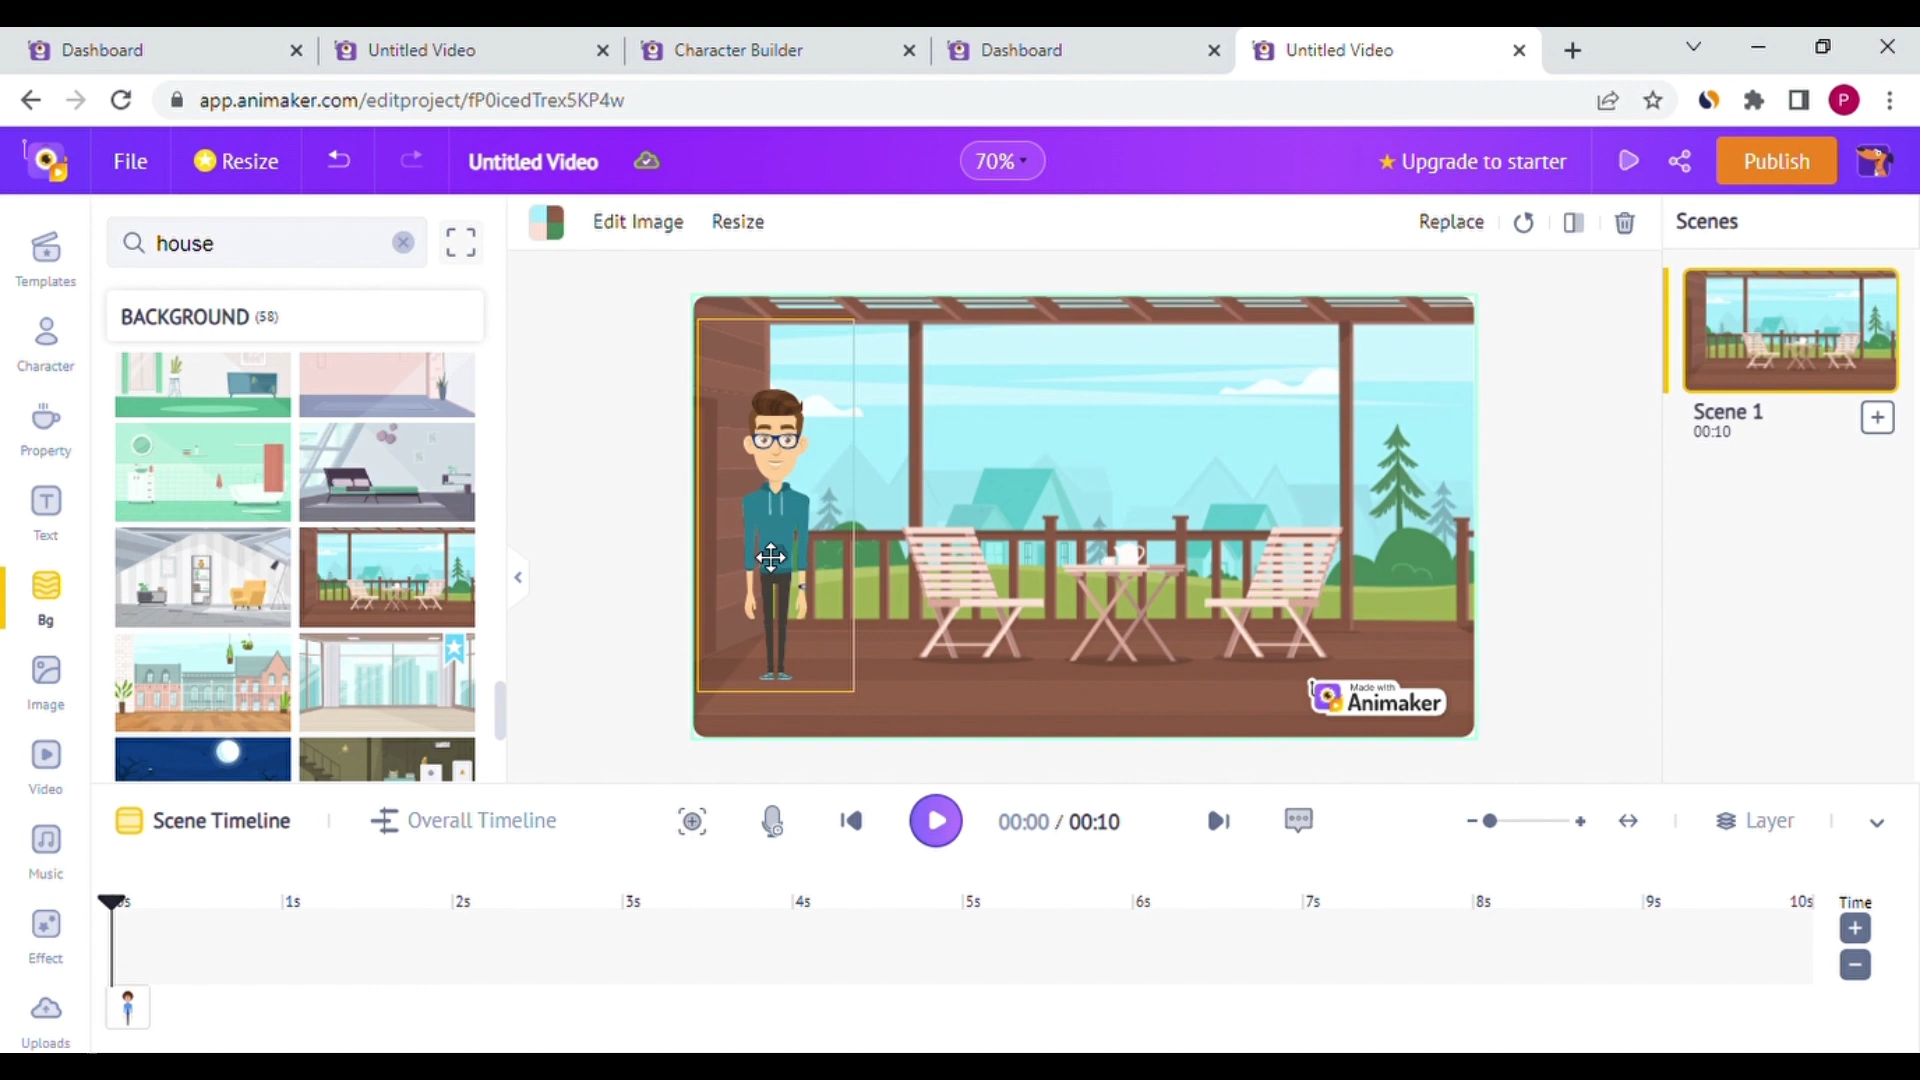 Dashboard
Untitled Video
Character Builder
Dashboard
Untitled Video
app.animaker.com/editproject/fP0icedTrex5KP4w
P
File
Resize
Untitled Video
70%
Upgrade to starter
Publish
Templates
Character
Property
Text
Bg
Image
Video
Music
Effect
Uploads
house
BACKGROUND (58)
Edit Image
Resize
Replace
Made with
Animaker
Scenes
Scene 1
00:10
Scene Timeline
Overall Timeline
00:00 / 00:10
Layer
1s
2s
3s
4s
5s
6s
7s
8s
9s
10s
Time